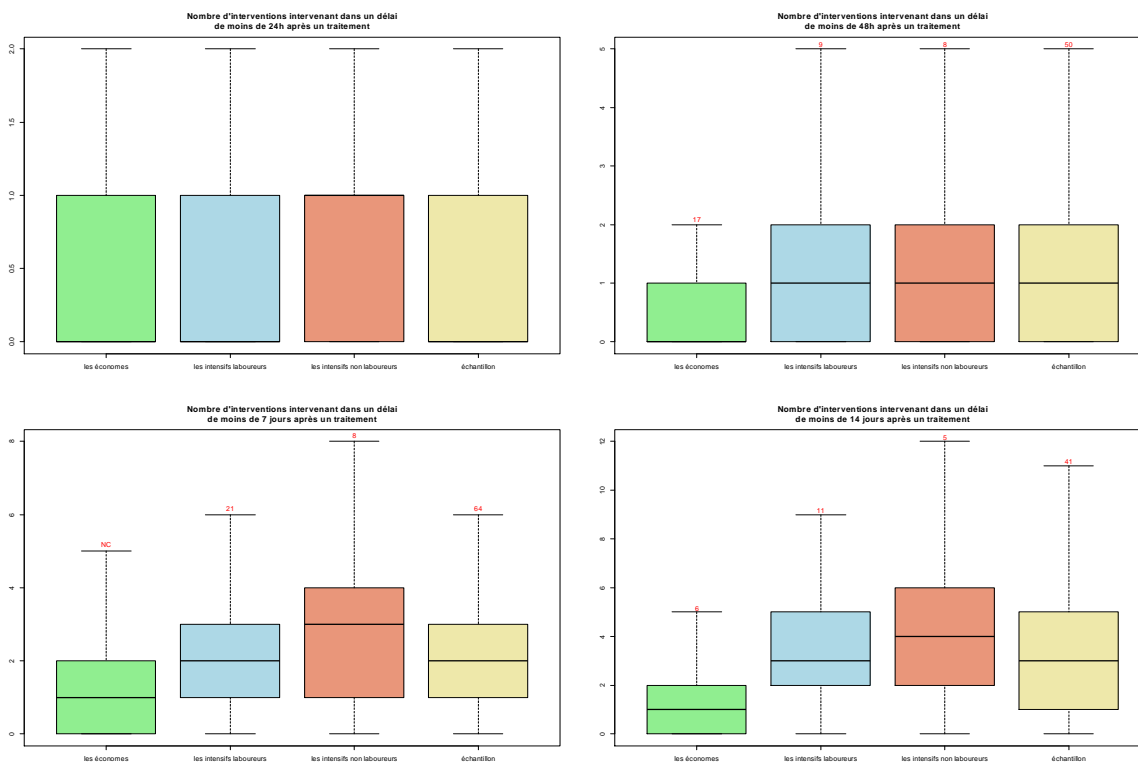 Nombre d'interventions intervenant dans un délai
de moins de 24h après un traitement
2.0
1.5
1.0
0.5
0.0
les économes les intensifs laboureurs les intensifs non laboureurs échantillon
Nombre d'interventions intervenant dans un délai
de moins de 48h après un traitement
9 8 50
17
5
4
3
2
1
0
les économes les intensifs laboureurs les intensifs non laboureurs échantillon
Nombre d'interventions intervenant dans un délai
de moins de 7 jours après un traitement
8
21 64
NC
8
6
4
2
0
les économes les intensifs laboureurs les intensifs non laboureurs échantillon
Nombre d'interventions intervenant dans un délai
de moins de 14 jours après un traitement
5
41
11
6
12
10
8
6
4
2
0
les économes les intensifs laboureurs les intensifs non laboureurs échantillon